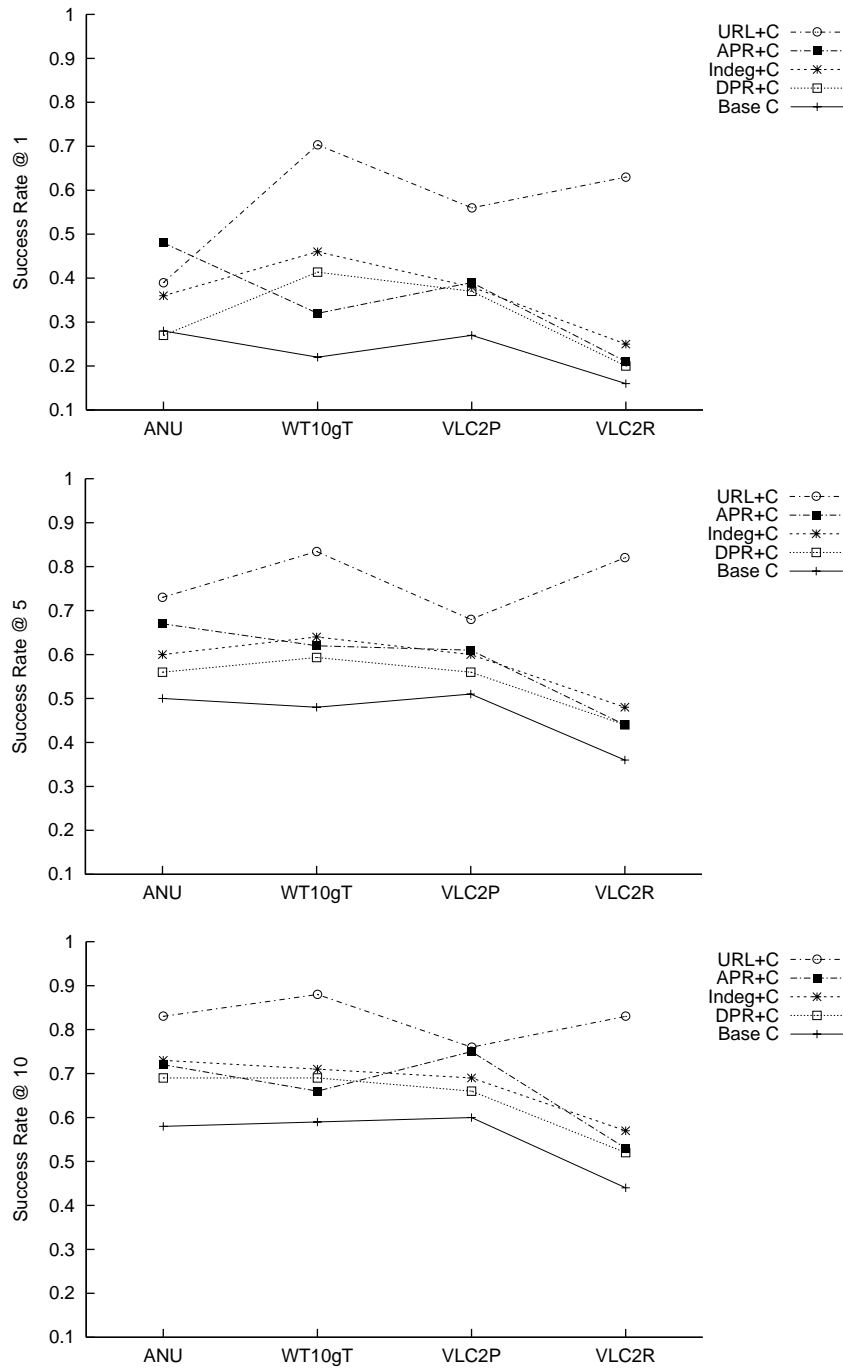 1
0.9
0.8
0.7
0.6
0.5
0.4
0.3
0.2
0.1
Success Rate @ 1
ANU WT10gT VLC2P VLC2R
URL+C
APR+C
Indeg+C
DPR+C
Base C
1
0.9
0.8
0.7
0.6
0.5
0.4
0.3
0.2
0.1
Success Rate @ 5
ANU WT10gT VLC2P VLC2R
URL+C
APR+C
Indeg+C
DPR+C
Base C
1
0.9
0.8
0.7
0.6
0.5
0.4
0.3
0.2
0.1
Success Rate @ 10
ANU WT10gT VLC2P VLC2R
URL+C
APR+C
Indeg+C
DPR+C
Base C